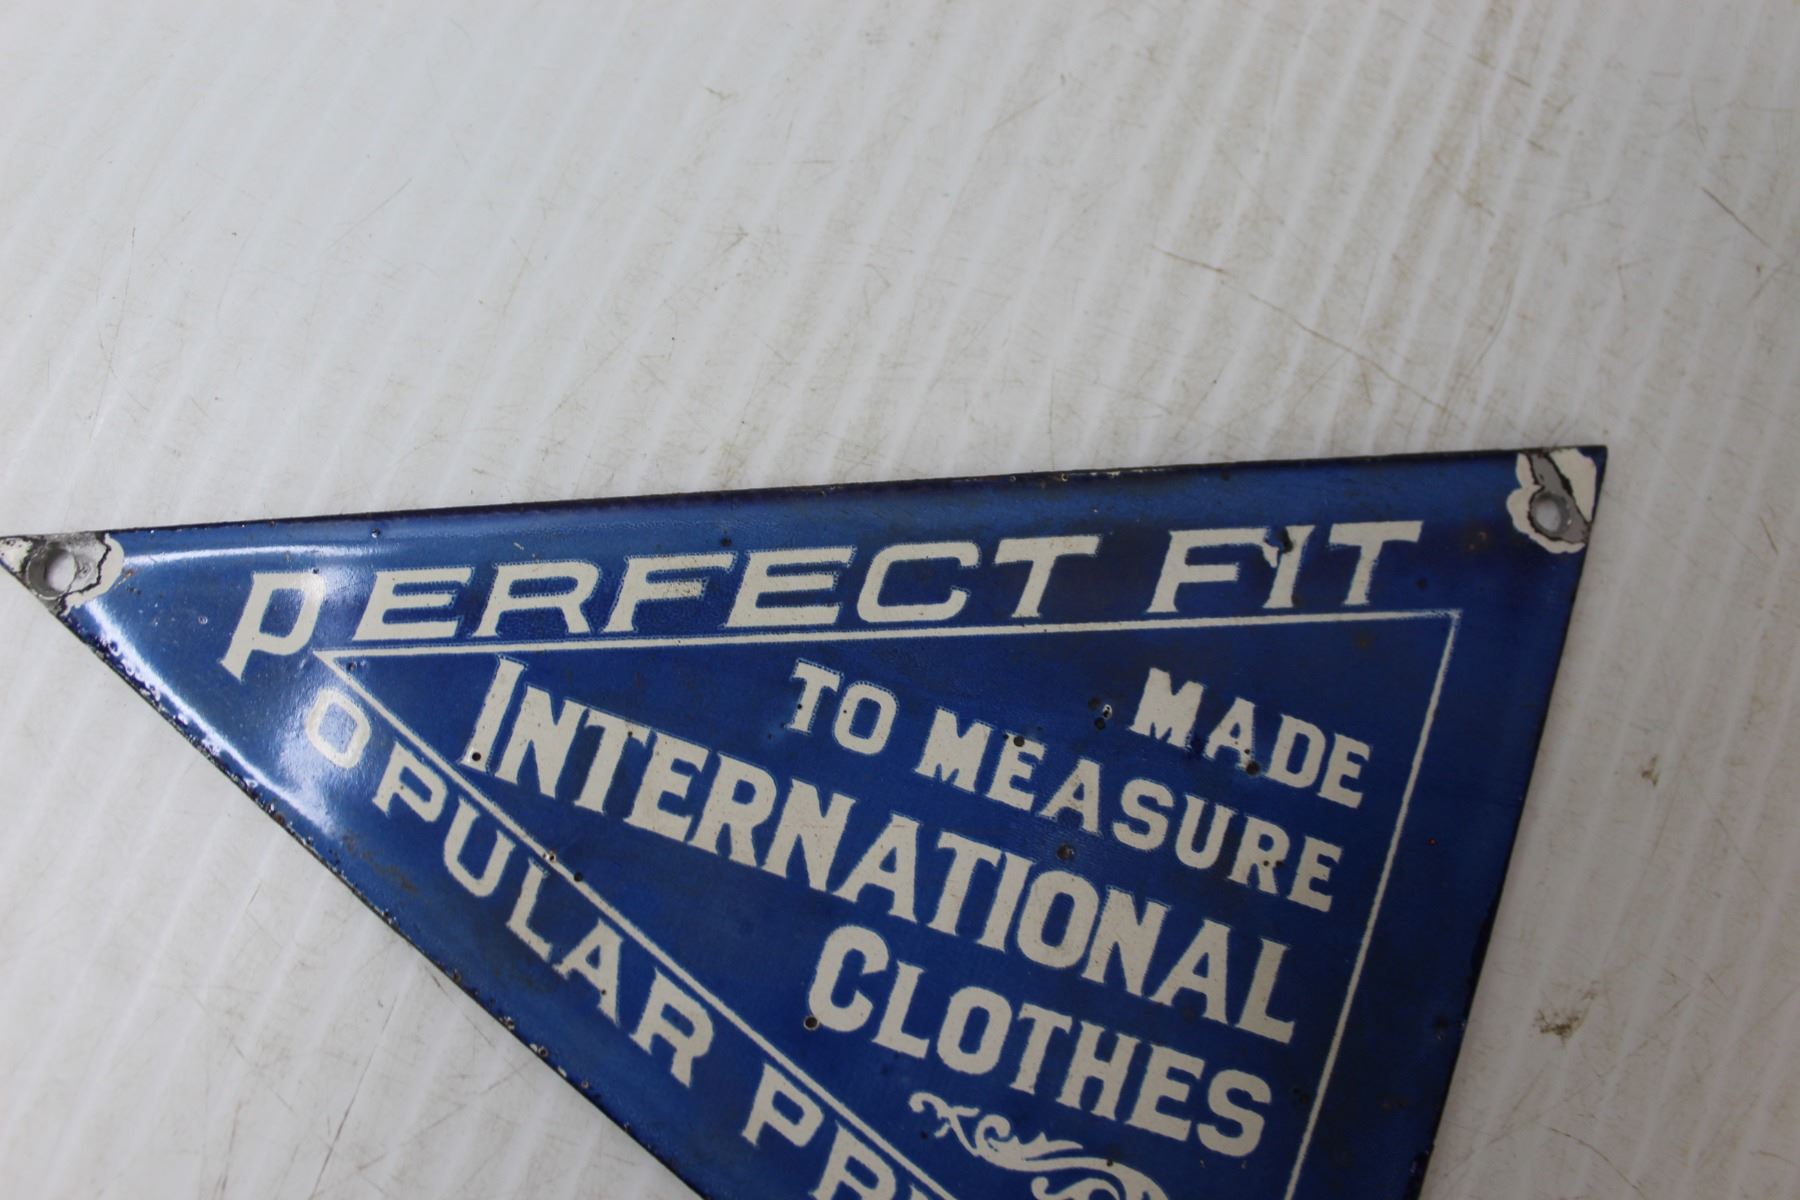 PERFECT FIT
MADE
TO MEASURE
INTERNATIONAL
CLOTHES
POPULAR